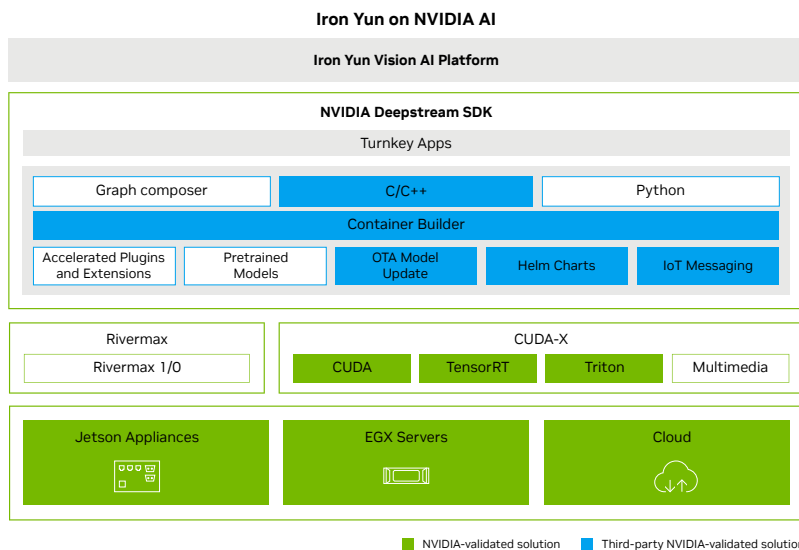 Iron Yun on NVIDIA AI
Iron Yun Vision AI Platform
NVIDIA Deepstream SDK
Turnkey Apps
Graph composer
C/C++
Python
Container Builder
Accelerated Plugins
and Extensions
Pretrained
Models
OTA Model
Update
Helm Charts
IoT Messaging
Rivermax
Rivermax 1/0
CUDA-X
CUDA
TensorRT
Triton
Multimedia
Jetson Appliances
EGX Servers
Cloud
NVIDIA-validated solution
Third-party NVIDIA-validated solution